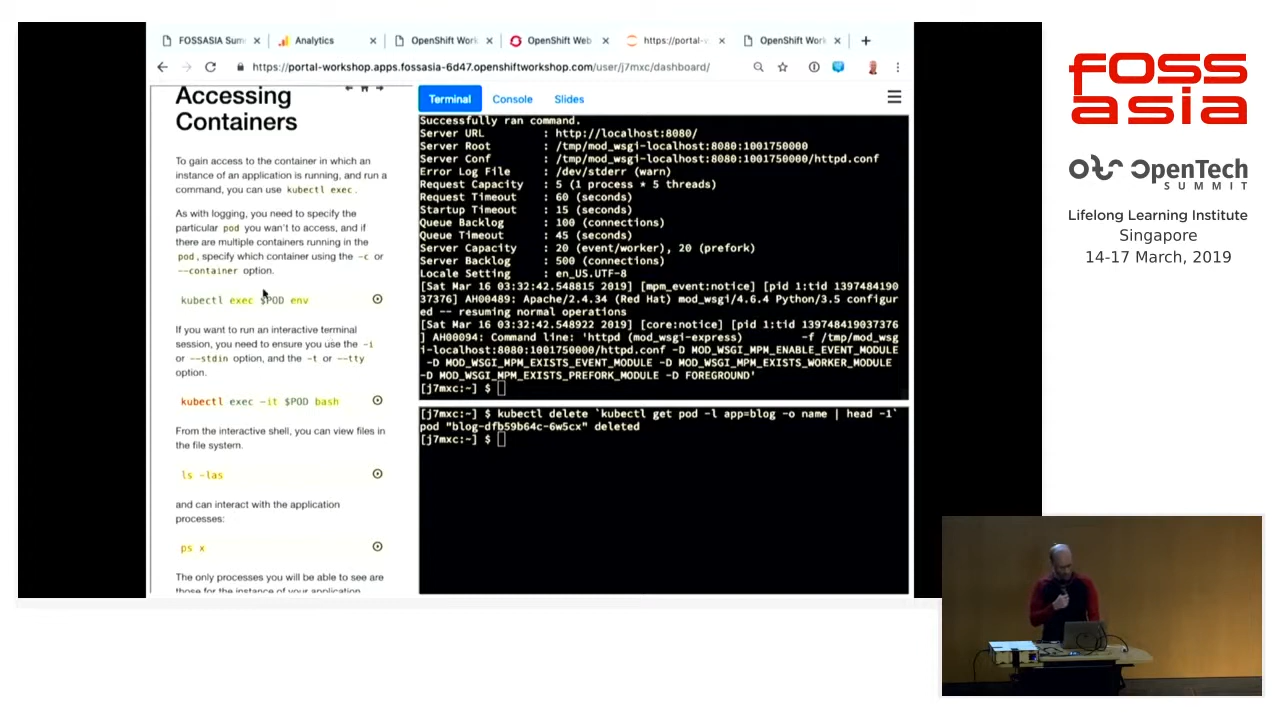 FOSSASIA Sum
Analytics
OpenShift Work
OpenShift Web
https://portal-
OpenShift Work
https://portal-workshop.apps.fossasia-6d47.openshiftworkshop.com/user/j7mxc/dashboard/
Accessing
Containers
To gain access to the container in which an
instance of an application is running, and run a
command, you can use kubectl exec.
As with logging, you need to specify the
particular pod you wan't to access, and if
there are multiple containers running in the
pod, specify which container using the -c or
--container option.
kubectl exec $POD env
If you want to run an interactive terminal
session, you need to ensure you use the -i
or --stdin option, and the -t or --tty
option.
kubectl exec -it $POD bash
From the interactive shell, you can view files in
the file system.
ls -las
and can interact with the application
processes:
ps x
The only processes you will be able to see are
those for the instance of your application
Terminal
Console
Slides
Successfully ran command.
Server URL : http://localhost:8080/
Server Root : /tmp/mod_wsgi-localhost:8080:1001750000
Server Conf : /tmp/mod_wsgi-localhost:8080:1001750000/httpd.conf
Error Log File : /dev/stderr (warn)
Request Capacity : 5 (1 process * 5 threads)
Request Timeout : 60 (seconds)
Startup Timeout : 15 (seconds)
Queue Backlog : 100 (connections)
Queue Timeout : 45 (seconds)
Server Capacity : 20 (event/worker), 20 (prefork)
Server Backlog : 500 (connections)
Locale Setting : en_US.UTF-8
[Sat Mar 16 03:32:42.548815 2019] [mpm_event:notice] [pid 1:tid 1397484190
37376] AH00489: Apache/2.4.34 (Red Hat) mod_wsgi/4.6.4 Python/3.5 configur
ed -- resuming normal operations
[Sat Mar 16 03:32:42.548922 2019] [core:notice] [pid 1:tid 139748419037376
] AH00094: Command line: 'httpd (mod_wsgi-express) -f /tmp/mod_wsg
i-localhost:8080:1001750000/httpd.conf -D MOD_WSGI_MPM_ENABLE_EVENT_MODULE
-D MOD_WSGI_MPM_EXISTS_EVENT_MODULE -D MOD_WSGI_MPM_EXISTS_WORKER_MODULE
-D MOD_WSGI_MPM_EXISTS_PREFORK_MODULE -D FOREGROUND'
[j7mxc:~] $
[j7mxc:~] $ kubectl delete `kubectl get pod -l app=blog -o name | head -1`
pod "blog-dfb59b64c-6w5cx" deleted
[j7mxc:~] $
FOSS
ASIA
OpenTech
SUMMIT
Lifelong Learning Institute
Singapore
14-17 March, 2019